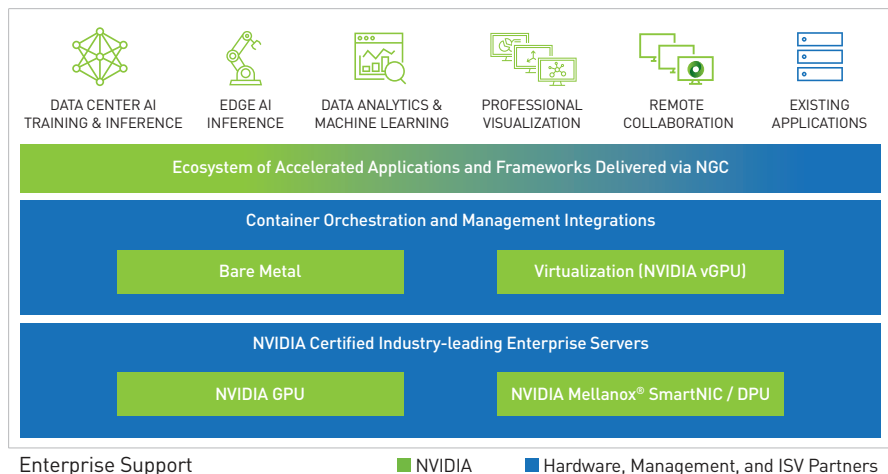 DATA CENTER AI
TRAINING & INFERENCE
EDGE AI
INFERENCE
DATA ANALYTICS &
MACHINE LEARNING
PROFESSIONAL
VISUALIZATION
REMOTE
COLLABORATION
EXISTING
APPLICATIONS
Ecosystem of Accelerated Applications and Frameworks Delivered via NGC
Container Orchestration and Management Integrations
Bare Metal
Virtualization (NVIDIA vGPU)
NVIDIA Certified Industry-leading Enterprise Servers
NVIDIA GPU
NVIDIA Mellanox® SmartNIC / DPU
Enterprise Support
NVIDIA
Hardware, Management, and ISV Partners